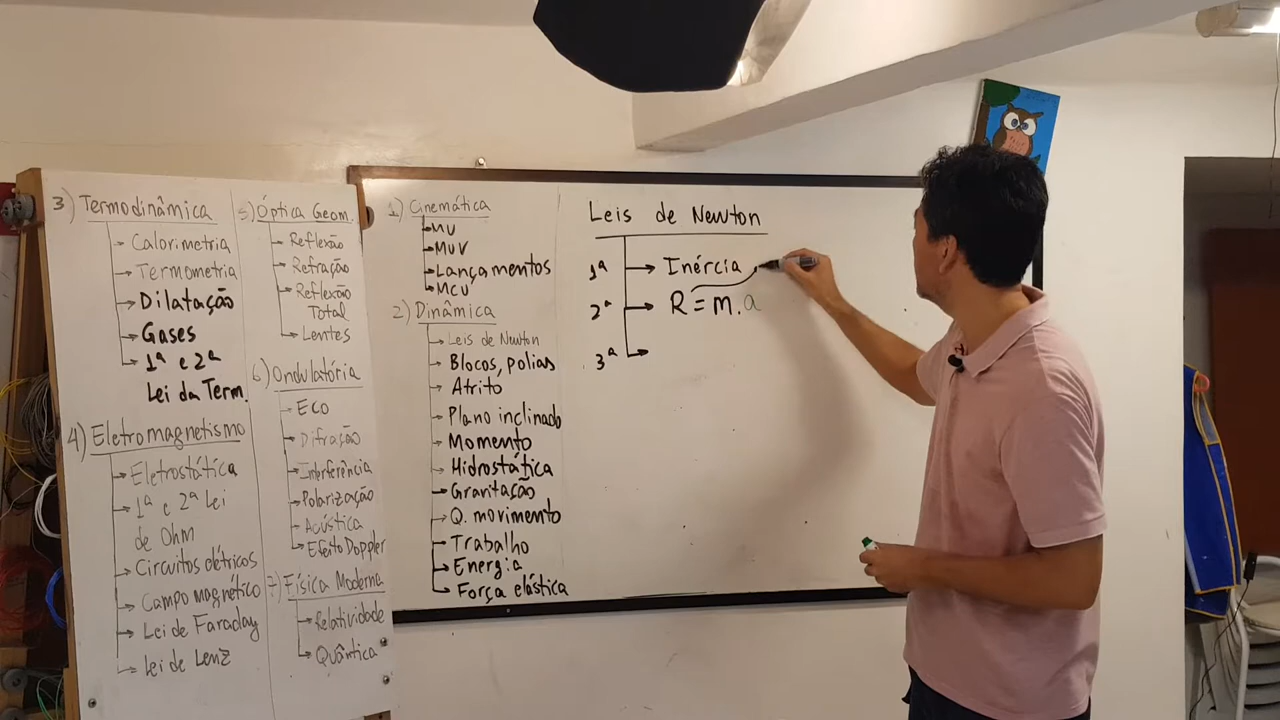 3) Termodinâmica
Calorimetria
Termometria
Dilatação
Gases
1ª e 2ª
Lei da Term.
4) Eletromagnetismo
Eletrostática
1ª e 2ª Lei
de Ohm
Circuitos elétricos
Campo magnético
Lei de Faraday
Lei de Lenz
5) Óptica Geom.
Reflexão
Refração
Reflexão
Total
Lentes
6) Ondulatória
Eco
Difração
Interferência
Polarização
Acústica
Efeito Doppler
7) Física Moderna
Relatividade
Quântica
1) Cinemática
MU
MUV
Lançamentos
MCU
2) Dinâmica
Leis de Newton
Blocos, polias
Atrito
Plano inclinado
Momento
Hidrostática
Gravitação
Q. movimento
Trabalho
Energia
Força elástica
Leis de Newton
1ª Inércia
2ª R = m.a
3ª